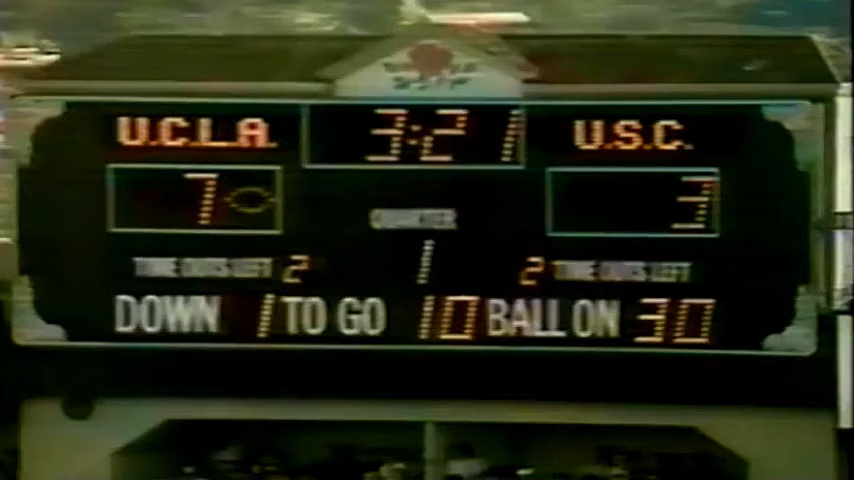 U.C.L.A. 3:21 U.S.C.
7 3
QUARTER
TIME OUTS LEFT 2 1 2 TIME OUTS LEFT
DOWN 1 TO GO 10 BALL ON 30